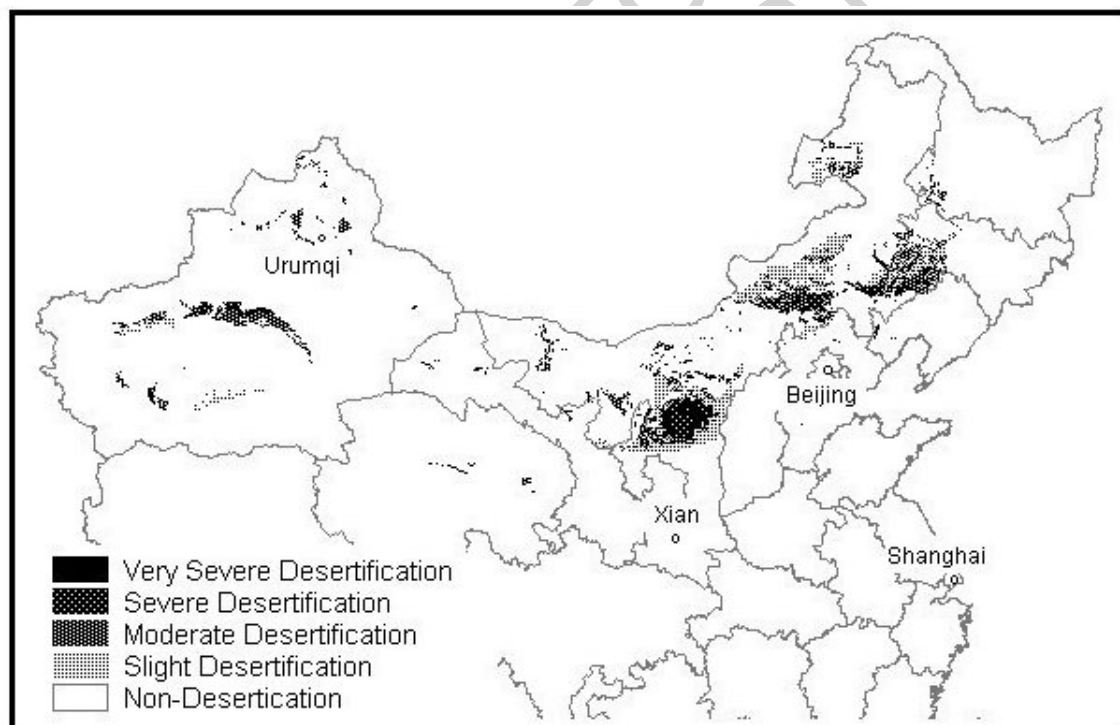 Urumqi
Beijing
Xian
Shanghai
Very Severe Desertification
Severe Desertification
Moderate Desertification
Slight Desertification
Non-Desertication